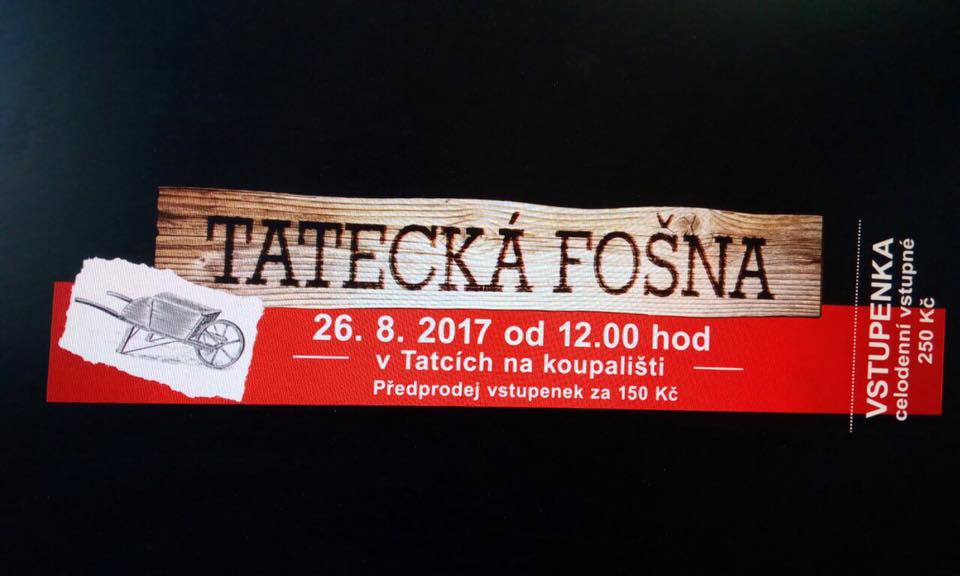 TATECKÁ FOŠNA
26. 8. 2017 od 12.00 hod
v Tatcích na koupališti
Předprodej vstupenek za 150 Kč
VSTUPENKA
celodenní vstupné
250 Kč